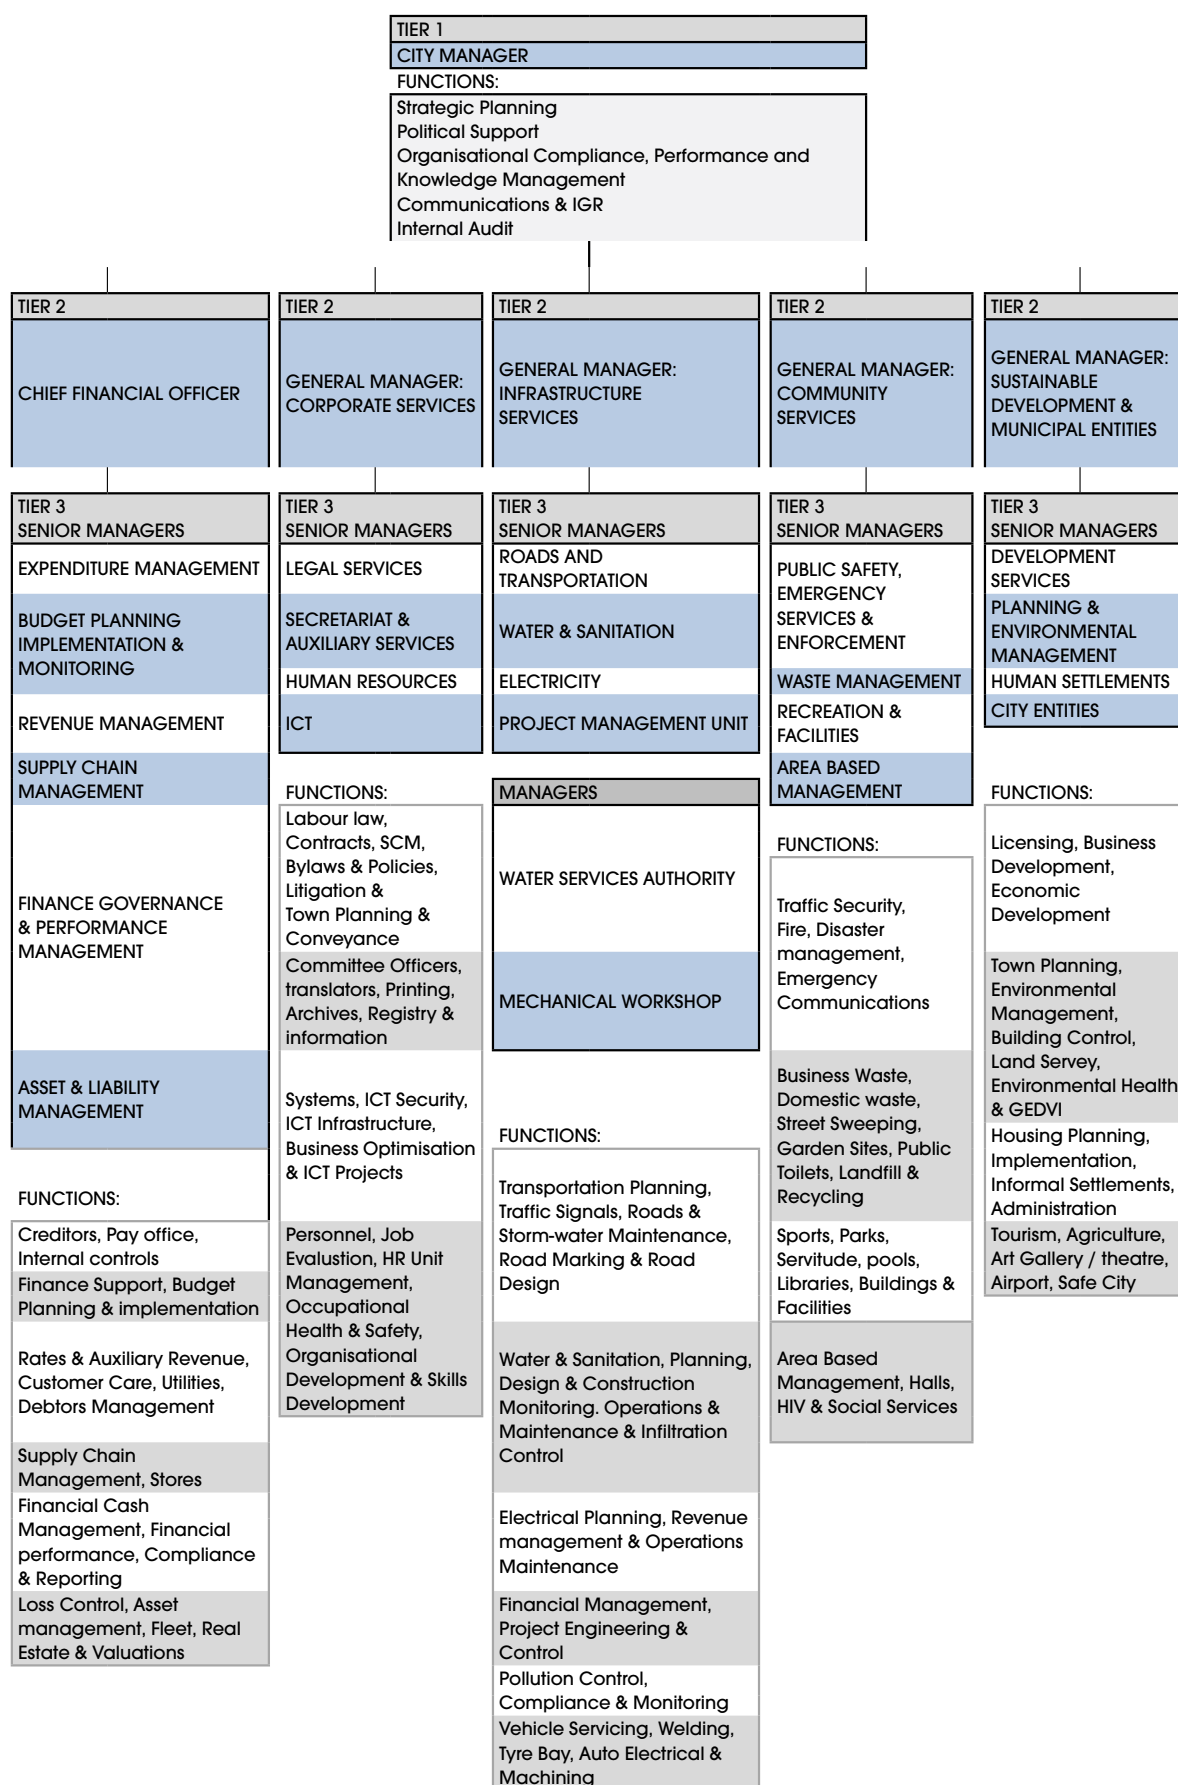 TIER 1
CITY MANAGER
FUNCTIONS:
Strategic Planning
Political Support
Organisational Compliance, Performance and
Knowledge Management
Communications & IGR
Internal Audit
TIER 2
CHIEF FINANCIAL OFFICER
TIER 3
SENIOR MANAGERS
EXPENDITURE MANAGEMENT
BUDGET PLANNING
IMPLEMENTATION &
MONITORING
REVENUE MANAGEMENT
SUPPLY CHAIN
MANAGEMENT
FINANCE GOVERNANCE
& PERFORMANCE
MANAGEMENT
ASSET & LIABILITY
MANAGEMENT
FUNCTIONS:
Creditors, Pay office,
Internal controls
Finance Support, Budget
Planning & implementation
Rates & Auxiliary Revenue,
Customer Care, Utilities,
Debtors Management
Supply Chain
Management, Stores
Financial Cash
Management, Financial
performance, Compliance
& Reporting
Loss Control, Asset
management, Fleet, Real
Estate & Valuations
TIER 2
GENERAL MANAGER:
CORPORATE SERVICES
TIER 3
SENIOR MANAGERS
LEGAL SERVICES
SECRETARIAT &
AUXILIARY SERVICES
HUMAN RESOURCES
ICT
FUNCTIONS:
Labour law,
Contracts, SCM,
Bylaws & Policies,
Litigation &
Town Planning &
Conveyance
Committee Officers,
translators, Printing,
Archives, Registry &
information
Systems, ICT Security,
ICT Infrastructure,
Business Optimisation
& ICT Projects
Personnel, Job
Evalustion, HR Unit
Management,
Occupational
Health & Safety,
Organisational
Development & Skills
Development
TIER 2
GENERAL MANAGER:
INFRASTRUCTURE
SERVICES
TIER 3
SENIOR MANAGERS
ROADS AND
TRANSPORTATION
WATER & SANITATION
ELECTRICITY
PROJECT MANAGEMENT UNIT
MANAGERS
WATER SERVICES AUTHORITY
MECHANICAL WORKSHOP
FUNCTIONS:
Transportation Planning,
Traffic Signals, Roads &
Storm-water Maintenance,
Road Marking & Road
Design
Water & Sanitation, Planning,
Design & Construction
Monitoring. Operations &
Maintenance & Infiltration
Control
Electrical Planning, Revenue
management & Operations
Maintenance
Financial Management,
Project Engineering &
Control
Pollution Control,
Compliance & Monitoring
Vehicle Servicing, Welding,
Tyre Bay, Auto Electrical &
Machining
TIER 2
GENERAL MANAGER:
COMMUNITY
SERVICES
TIER 3
SENIOR MANAGERS
PUBLIC SAFETY,
EMERGENCY
SERVICES &
ENFORCEMENT
WASTE MANAGEMENT
RECREATION &
FACILITIES
AREA BASED
MANAGEMENT
FUNCTIONS:
Traffic Security,
Fire, Disaster
management,
Emergency
Communications
Business Waste,
Domestic waste,
Street Sweeping,
Garden Sites, Public
Toilets, Landfill &
Recycling
Sports, Parks,
Servitude, pools,
Libraries, Buildings &
Facilities
Area Based
Management, Halls,
HIV & Social Services
TIER 2
GENERAL MANAGER:
SUSTAINABLE
DEVELOPMENT &
MUNICIPAL ENTITIES
TIER 3
SENIOR MANAGERS
DEVELOPMENT
SERVICES
PLANNING &
ENVIRONMENTAL
MANAGEMENT
HUMAN SETTLEMENTS
CITY ENTITIES
FUNCTIONS:
Licensing, Business
Development,
Economic
Development
Town Planning,
Environmental
Management,
Building Control,
Land Servey,
Environmental Health
& GEDVI
Housing Planning,
Implementation,
Informal Settlements,
Administration
Tourism, Agriculture,
Art Gallery / theatre,
Airport, Safe City